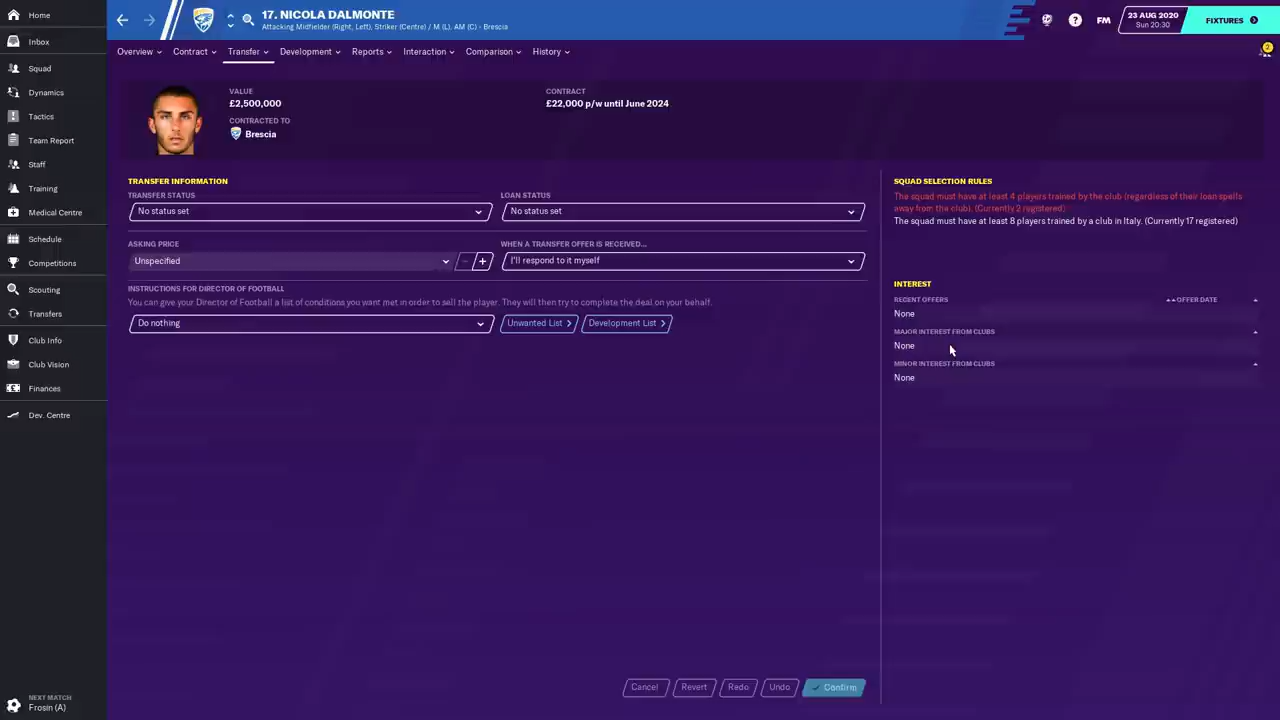 17. NICOLA DALMONTE
Attacking Midfielder (Right, Left), Striker (Centre) / M (L), AM (C) - Brescia
FM
23 AUG 2020
Sun 20:30
FIXTURES
2
Home
Inbox
Squad
Dynamics
Tactics
Team Report
Staff
Training
Medical Centre
Schedule
Competitions
Scouting
Transfers
Club Info
Club Vision
Finances
Dev. Centre
NEXT MATCH
Frosin (A)
Overview
Contract
Transfer
Development
Reports
Interaction
Comparison
History
VALUE
£2,500,000
CONTRACTED TO
Brescia
CONTRACT
£22,000 p/w until June 2024
TRANSFER INFORMATION
TRANSFER STATUS
No status set
LOAN STATUS
No status set
ASKING PRICE
Unspecified
WHEN A TRANSFER OFFER IS RECEIVED...
I'll respond to it myself
INSTRUCTIONS FOR DIRECTOR OF FOOTBALL
You can give your Director of Football a list of conditions you want met in order to sell the player. They will then try to complete the deal on your behalf.
Do nothing
Unwanted List
Development List
SQUAD SELECTION RULES
The squad must have at least 4 players trained by the club (regardless of their loan spells
away from the club). (Currently 2 registered)
The squad must have at least 8 players trained by a club in Italy. (Currently 17 registered)
INTEREST
RECENT OFFERS
OFFER DATE
None
MAJOR INTEREST FROM CLUBS
None
MINOR INTEREST FROM CLUBS
None
Cancel
Revert
Redo
Undo
Confirm